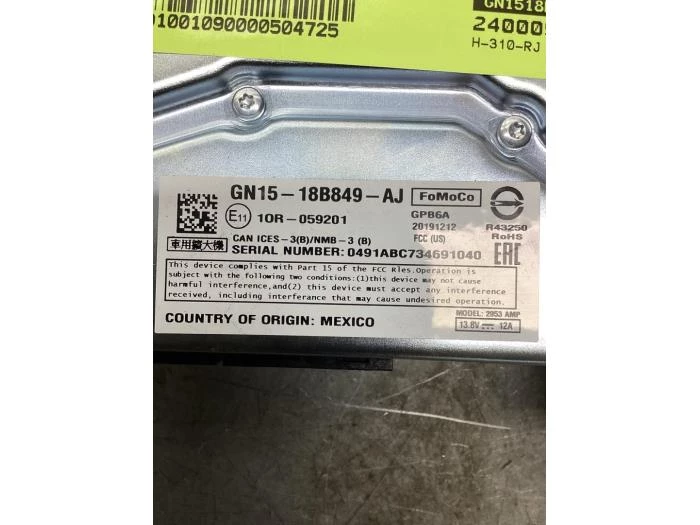 GN1518
01001090000504725
24000
H-310-RJ
GN15-18B849-AJ FoMoCo
E11 10R-059201
GPB6A
20191212
FCC (US)
R43250
RoHS
車用擴大機
CAN ICES-3(B)/NMB-3 (B)
SERIAL NUMBER: 0491ABC734691040
EAC
This device complies with Part 15 of the FCC Rles.Operation is
subject to the following two conditions:(1)this device may not cause
harmful interference,and(2) this device must accept any interference
received, including interference that may cause undesired operation.
COUNTRY OF ORIGIN: MEXICO
MODEL: 2953 AMP
13.8V 12A